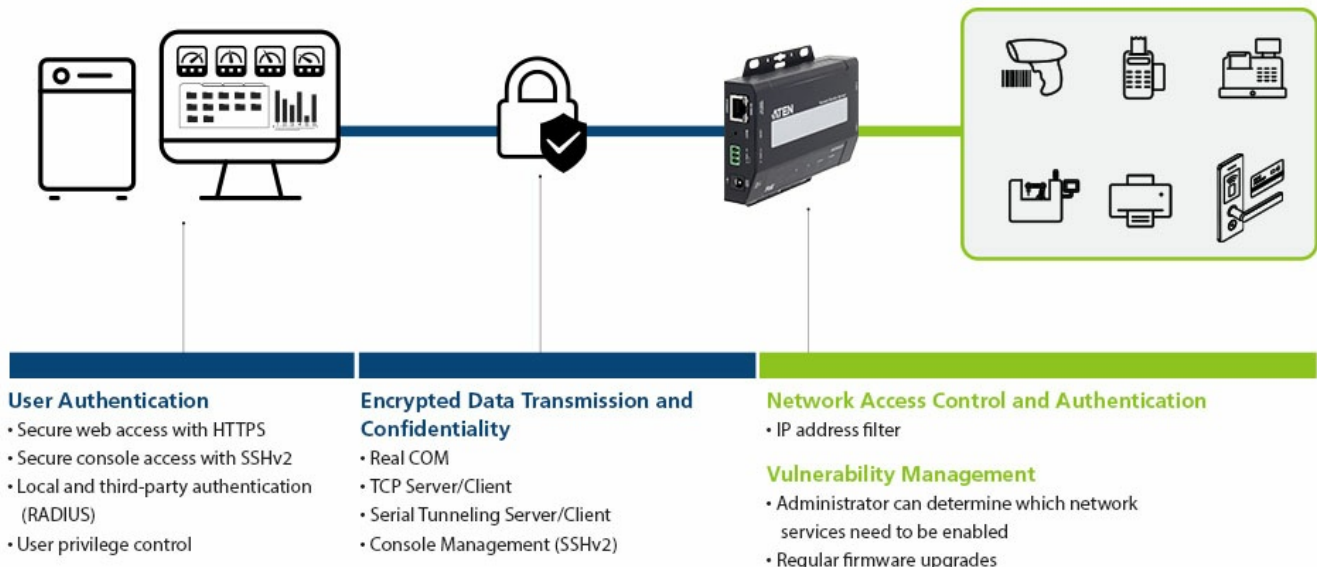 ATEN
User Authentication
• Secure web access with HTTPS
• Secure console access with SSHv2
• Local and third-party authentication
(RADIUS)
• User privilege control
Encrypted Data Transmission and
Confidentiality
• Real COM
• TCP Server/Client
• Serial Tunneling Server/Client
• Console Management (SSHv2)
Network Access Control and Authentication
• IP address filter
Vulnerability Management
• Administrator can determine which network
services need to be enabled
• Regular firmware upgrades